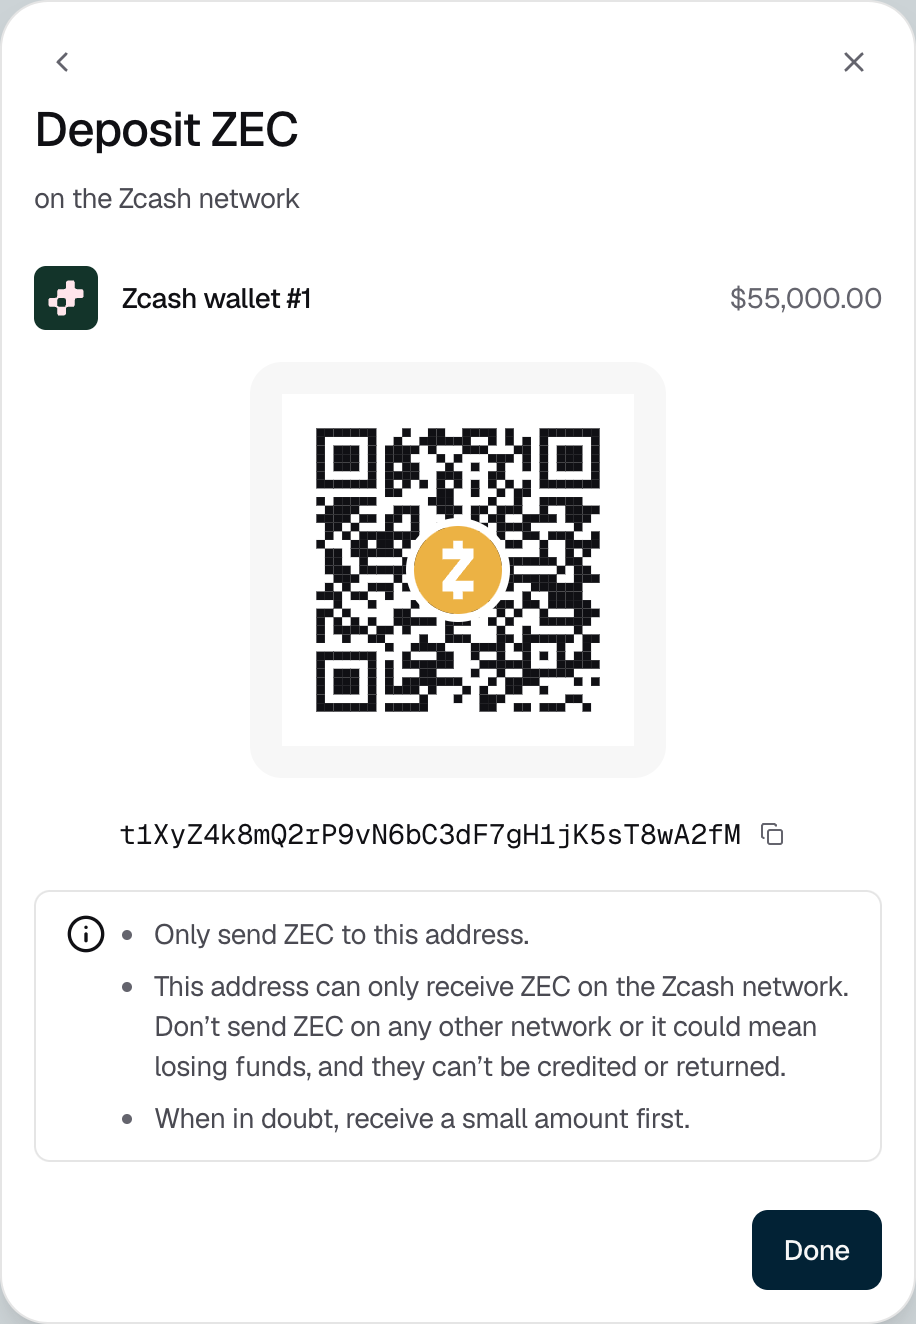 Deposit ZEC
on the Zcash network
Zcash wallet #1
$55,000.00
t1XyZ4k8mQ2rP9vN6bC3dF7gH1jK5sT8wA2fM
• Only send ZEC to this address.
• This address can only receive ZEC on the Zcash network.
Don’t send ZEC on any other network or it could mean
losing funds, and they can’t be credited or returned.
• When in doubt, receive a small amount first.
Done